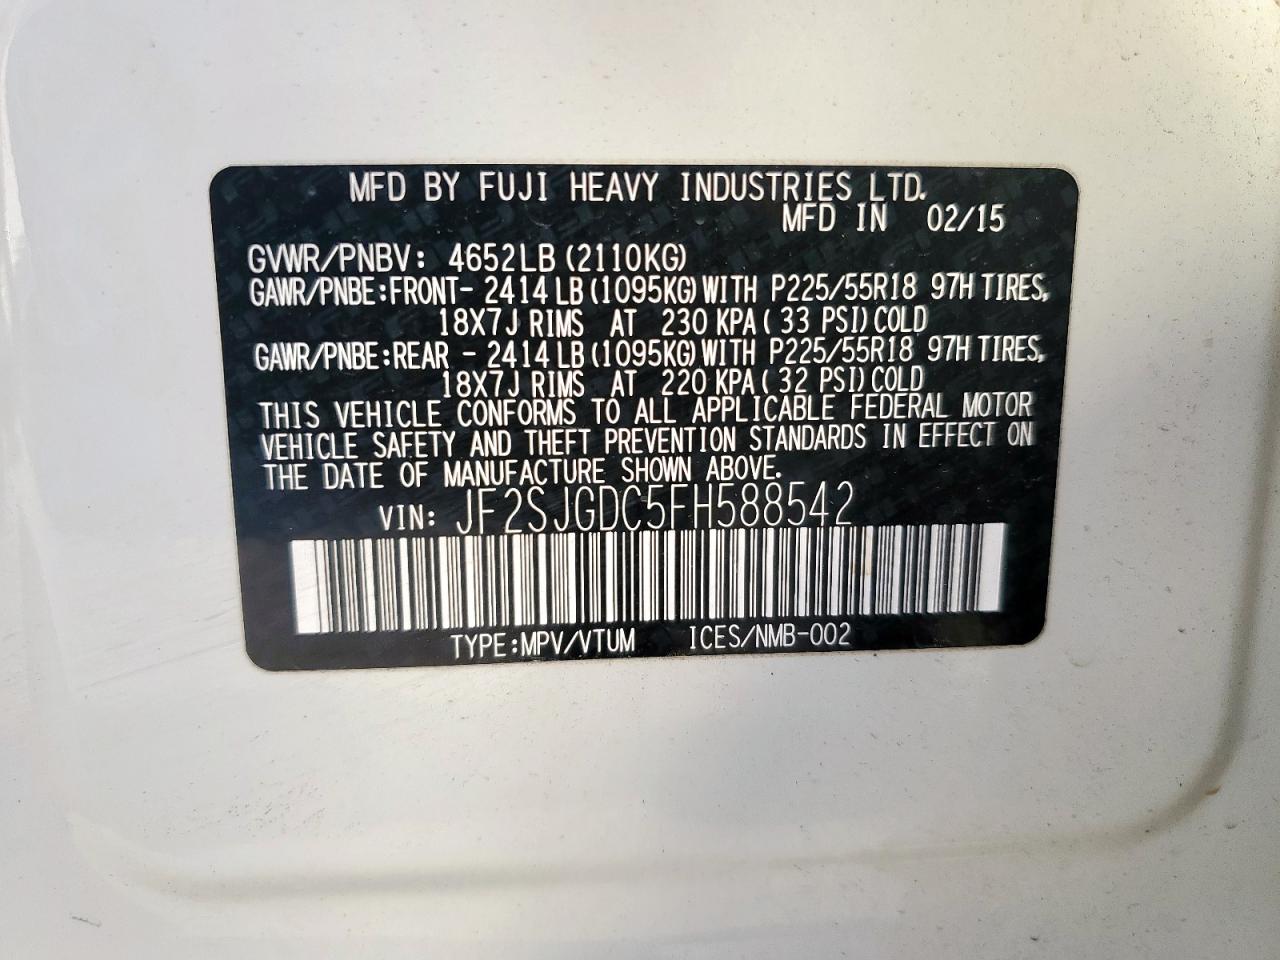 MFD BY FUJI HEAVY INDUSTRIES LTD.
MFD IN 02/15
GVWR/PNBV: 4652LB(2110KG)
GAWR/PNBE:FRONT- 2414LB(1095KG)WITH P225/55R18 97H TIRES,
18X7J RIMS AT 230 KPA( 33 PSI)COLD
GAWR/PNBE:REAR - 2414LB(1095KG)WITH P225/55R18 97H TIRES,
18X7J RIMS AT 220 KPA( 32 PSI)COLD
THIS VEHICLE CONFORMS TO ALL APPLICABLE FEDERAL MOTOR
VEHICLE SAFETY AND THEFT PREVENTION STANDARDS IN EFFECT ON
THE DATE OF MANUFACTURE SHOWN ABOVE.
VIN: JF2SJGDC5FH588542
TYPE:MPV/VTUM ICES/NMB-002